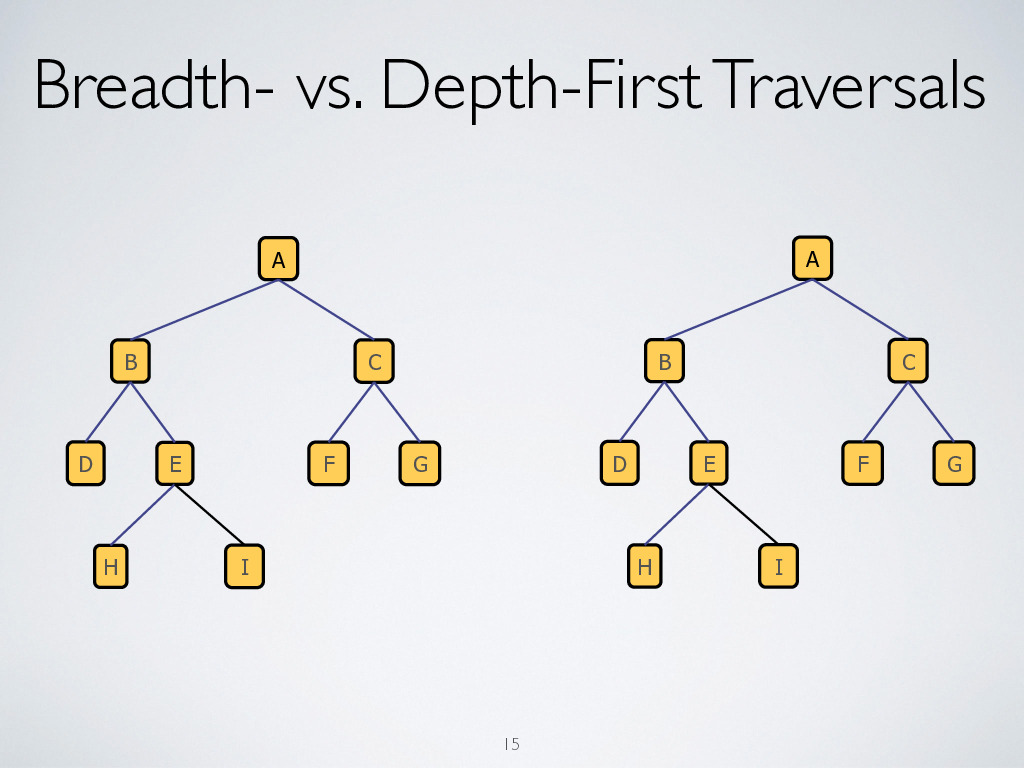 Breadth- vs. Depth-First Traversals
A A
B C B C
D E F G D E F G
H I H I
15